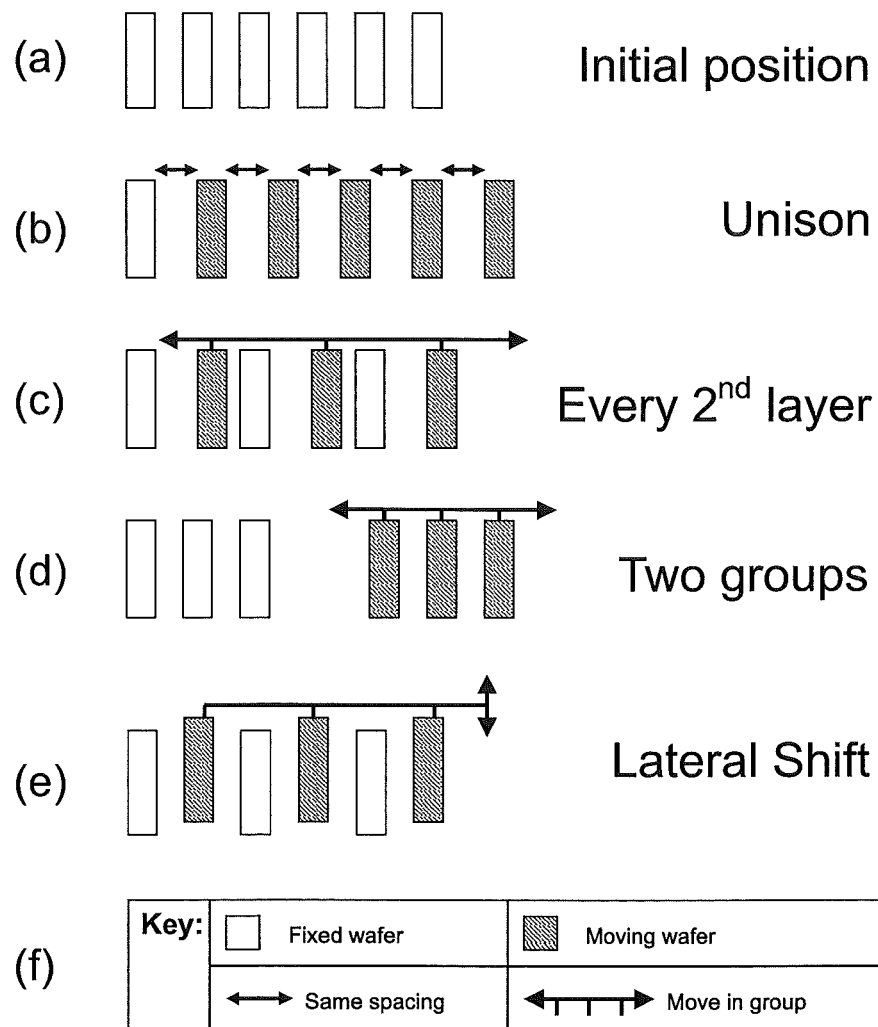 (a) Initial position
(b) Unison
(c) Every 2nd layer
(d) Two groups
(e) Lateral Shift
(f) Key: Fixed wafer Moving wafer
Same spacing Move in group